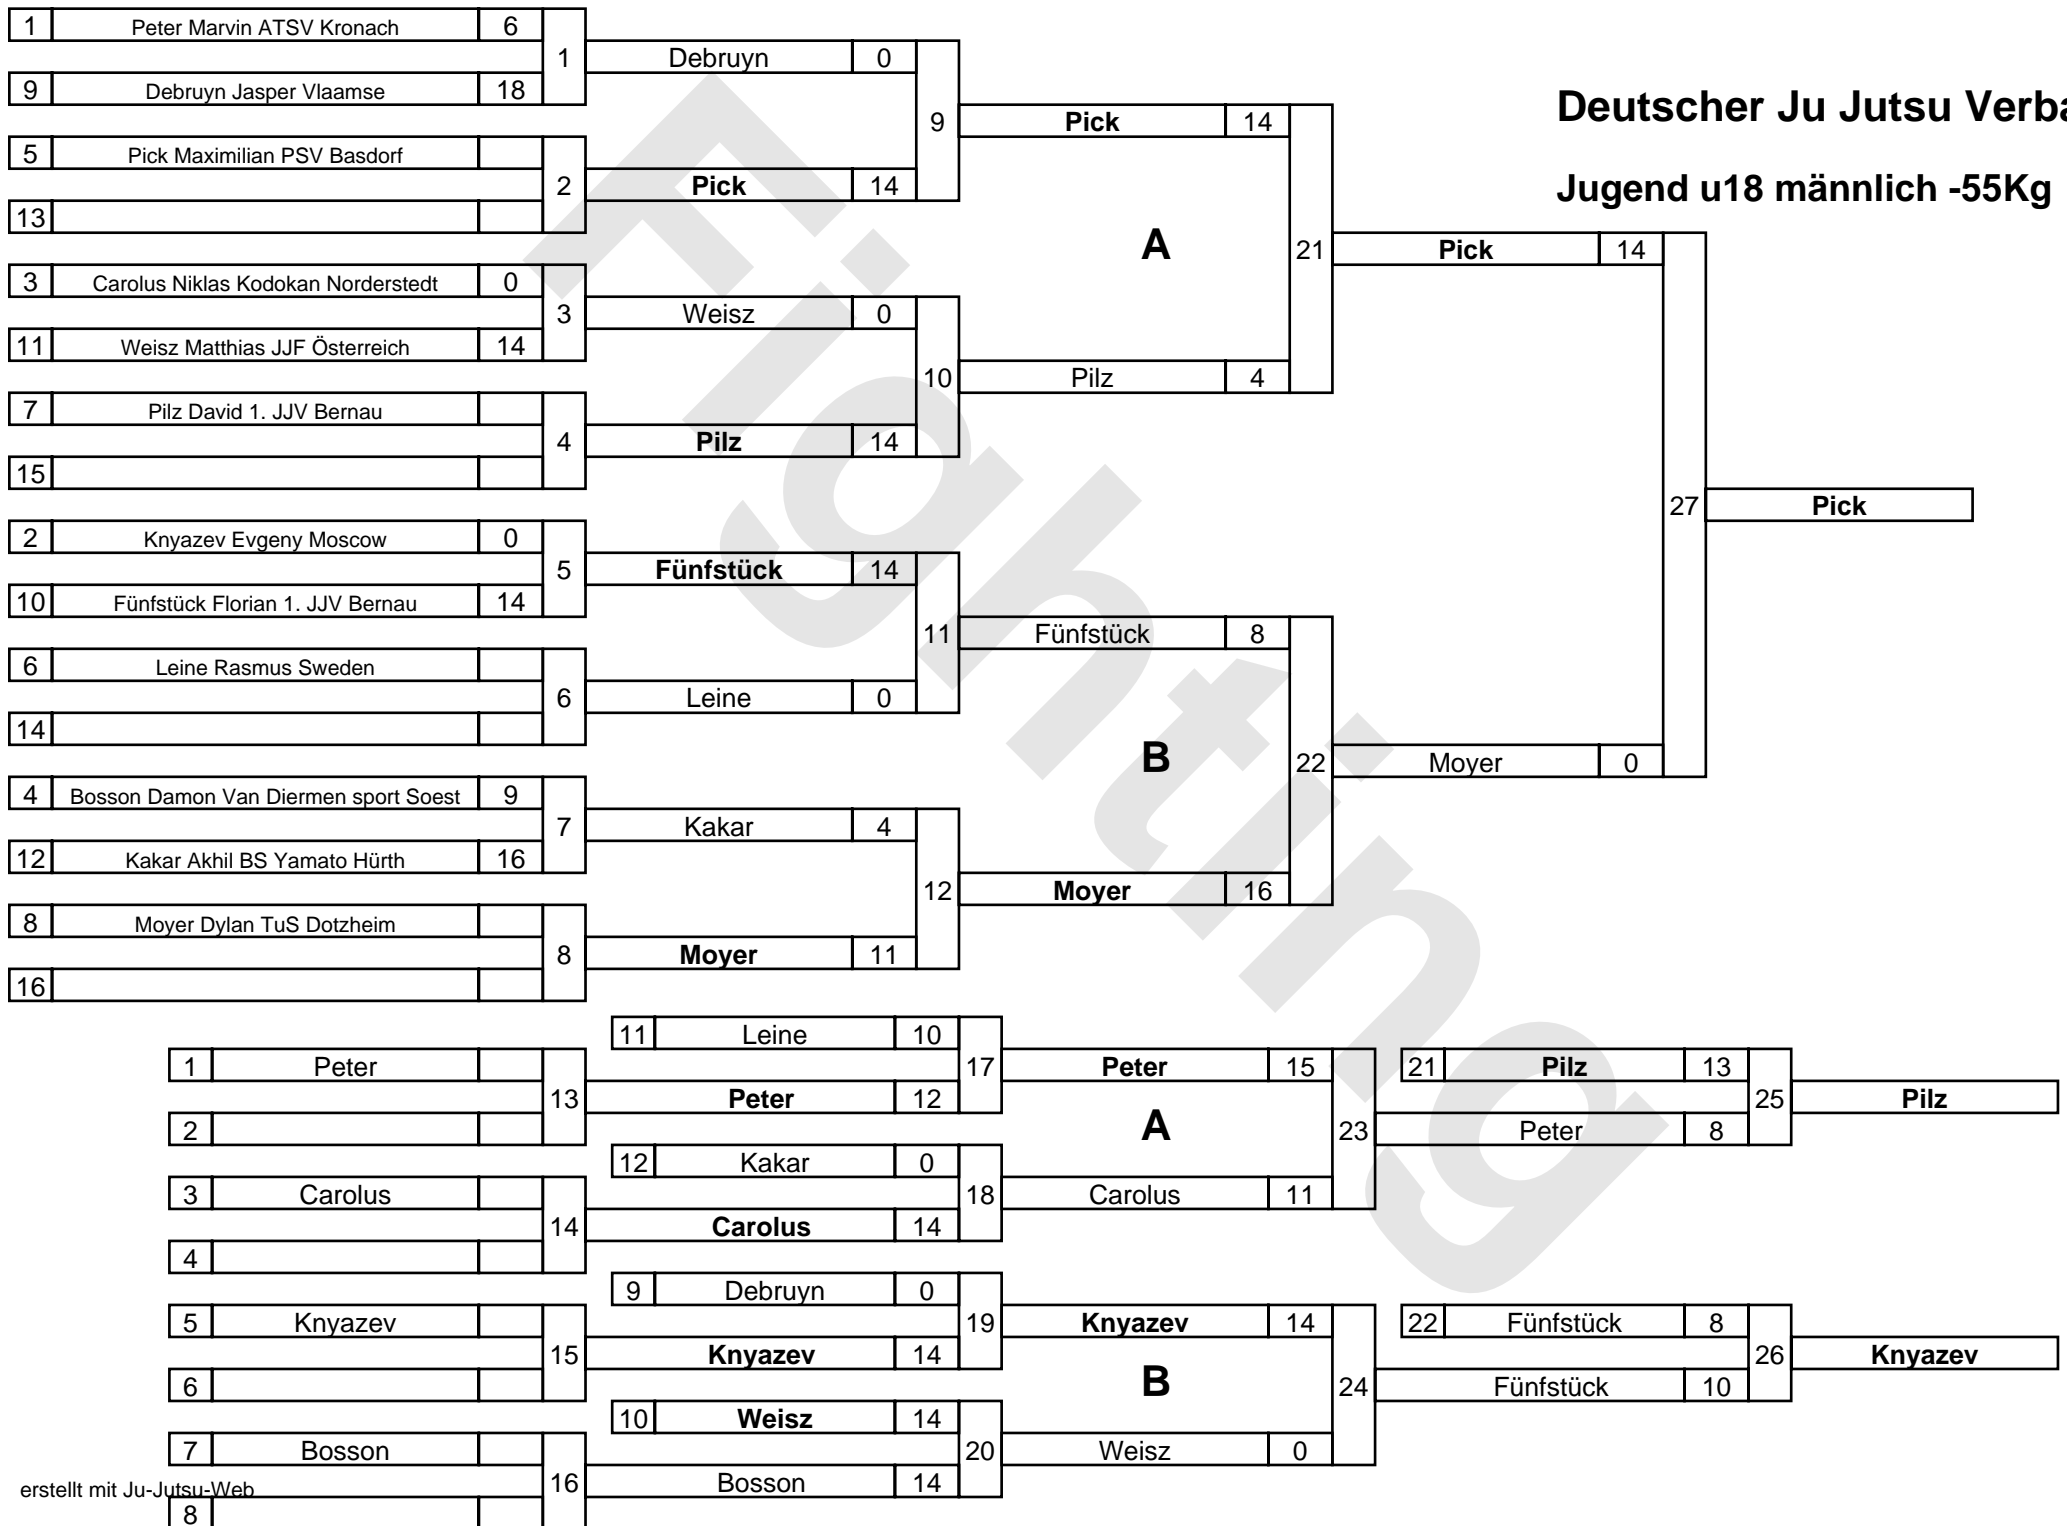 Deutscher Ju Jutsu Verba
Jugend u18 männlich -55Kg
Fighting
1 Peter Marvin ATSV Kronach 6
9 Debruyn Jasper Vlaamse 18
1
5 Pick Maximilian PSV Basdorf
13
2
3 Carolus Niklas Kodokan Norderstedt 0
11 Weisz Matthias JJF Österreich 14
3
7 Pilz David 1. JJV Bernau
15
4
2 Knyazev Evgeny Moscow 0
10 Fünfstück Florian 1. JJV Bernau 14
5
6 Leine Rasmus Sweden
14
6
4 Bosson Damon Van Diermen sport Soest 9
12 Kakar Akhil BS Yamato Hürth 16
7
8 Moyer Dylan TuS Dotzheim
16
8
Debruyn 0
Pick 14
9
Weisz 0
Pilz 14
10
Fünfstück 14
Leine 0
11
Kakar 4
Moyer 11
12
Pick 14
A
Pilz 4
21
Fünfstück 8
B
Moyer 16
22
Pick 14
Moyer 0
27
Pick
1 Peter
2
13
3 Carolus
4
14
5 Knyazev
6
15
7 Bosson
8
16
11 Leine 10
Peter 12
17
12 Kakar 0
Carolus 14
18
9 Debruyn 0
Knyazev 14
19
10 Weisz 14
Bosson 14
20
Peter 15
A
Carolus 11
23
Knyazev 14
B
Weisz 0
24
21 Pilz 13
Peter 8
25
Pilz
22 Fünfstück 8
Fünfstück 10
26
Knyazev
erstellt mit Ju-Jutsu-Web